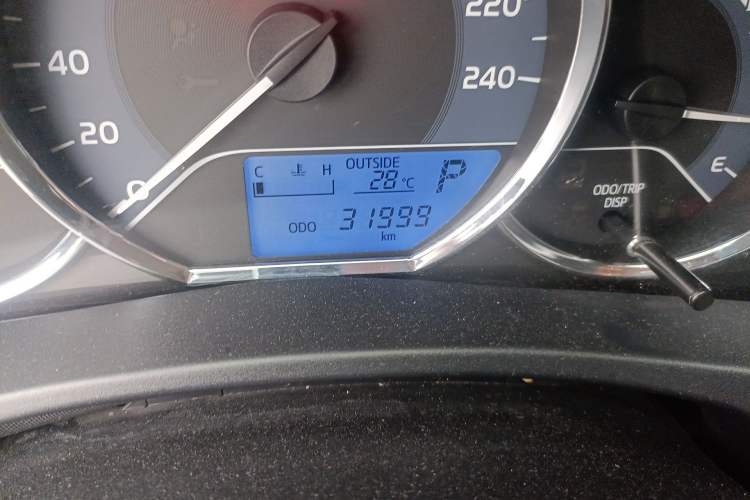 220
40
240
20
0
C H OUTSIDE
28 °C P
ODO 31999
km
ODO/TRIP
DISP
E